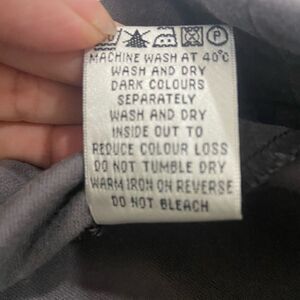 P
MACHINE WASH AT 40°C
WASH AND DRY
DARK COLOURS
SEPARATELY
WASH AND DRY
INSIDE OUT TO
REDUCE COLOUR LOSS
DO NOT TUMBLE DRY
WARM IRON ON REVERSE
DO NOT BLEACH